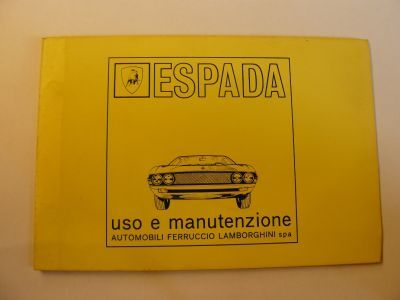 ESPADA
uso e manutenzione
AUTOMOBILI FERRUCCIO LAMBORGHINI spa